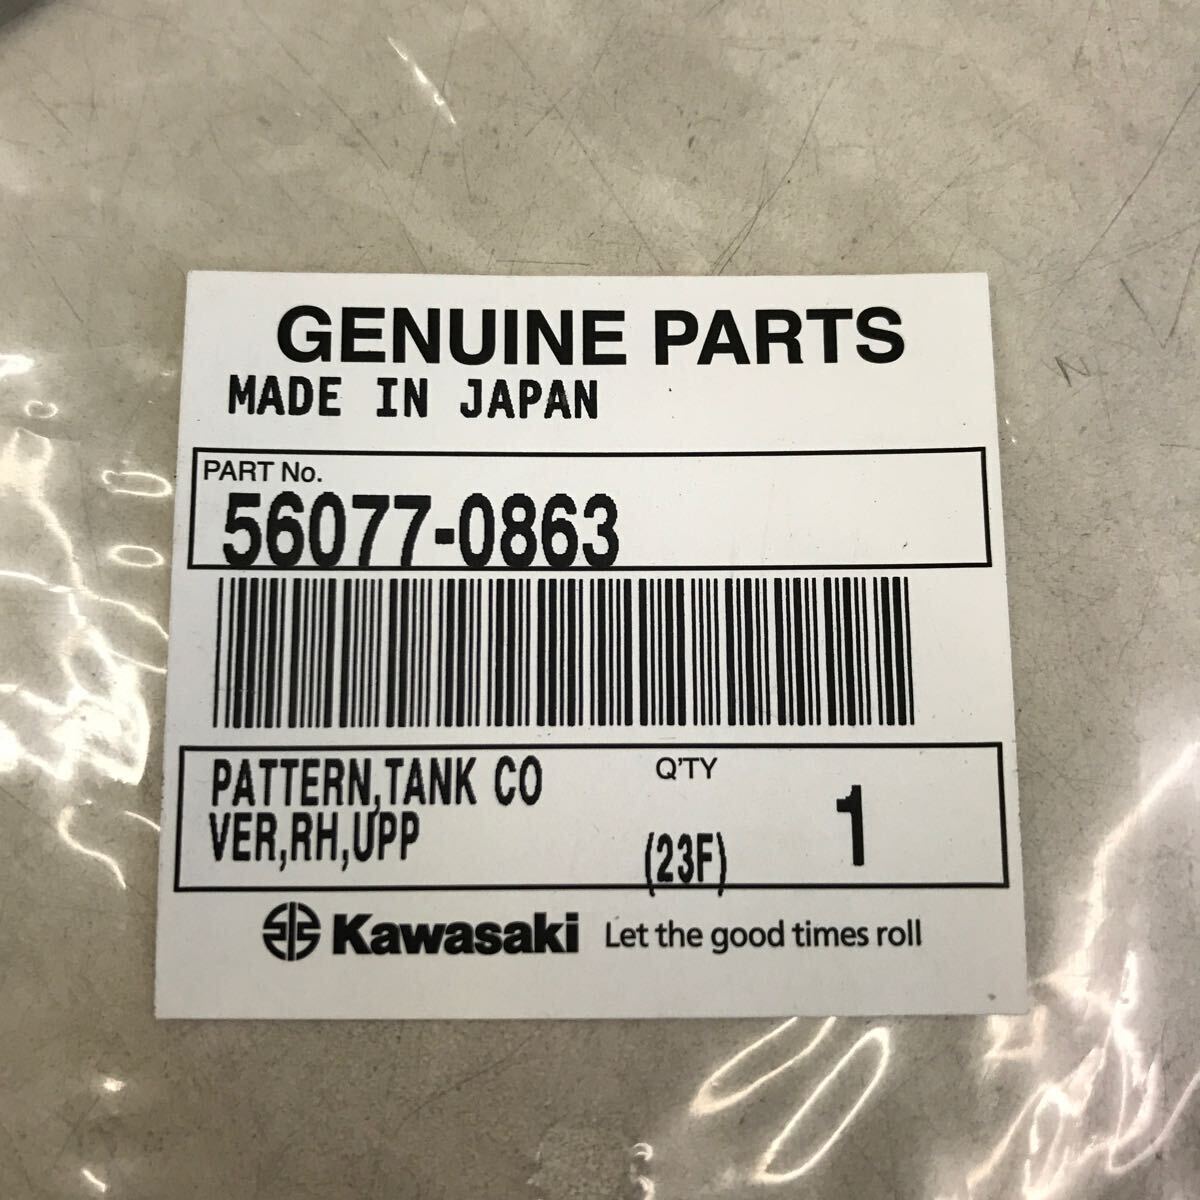 GENUINE PARTS
MADE IN JAPAN
PART No.
56077-0863
PATTERN,TANK CO
VER,RH,UPP
Q'TY
(23F)
1
Kawasaki Let the good times roll